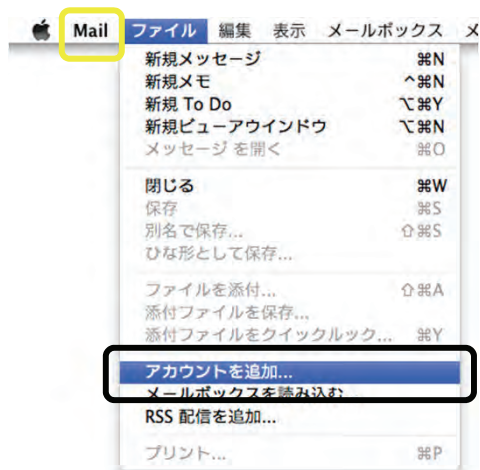 Mail ファイル 編集 表示 メールボックス メ
新規メッセージ ⌘N
新規メモ ^⌘N
新規 To Do ⌥⌘Y
新規ビューアウインドウ ⌥⌘N
メッセージ を開く ⌘O
閉じる ⌘W
保存 ⌘S
別名で保存... ⇧⌘S
ひな形として保存...
ファイルを添付... ⇧⌘A
添付ファイルを保存...
添付ファイルをクイックルック... ⌘Y
アカウントを追加...
メールボックスを読み込む
RSS 配信を追加...
プリント... ⌘P